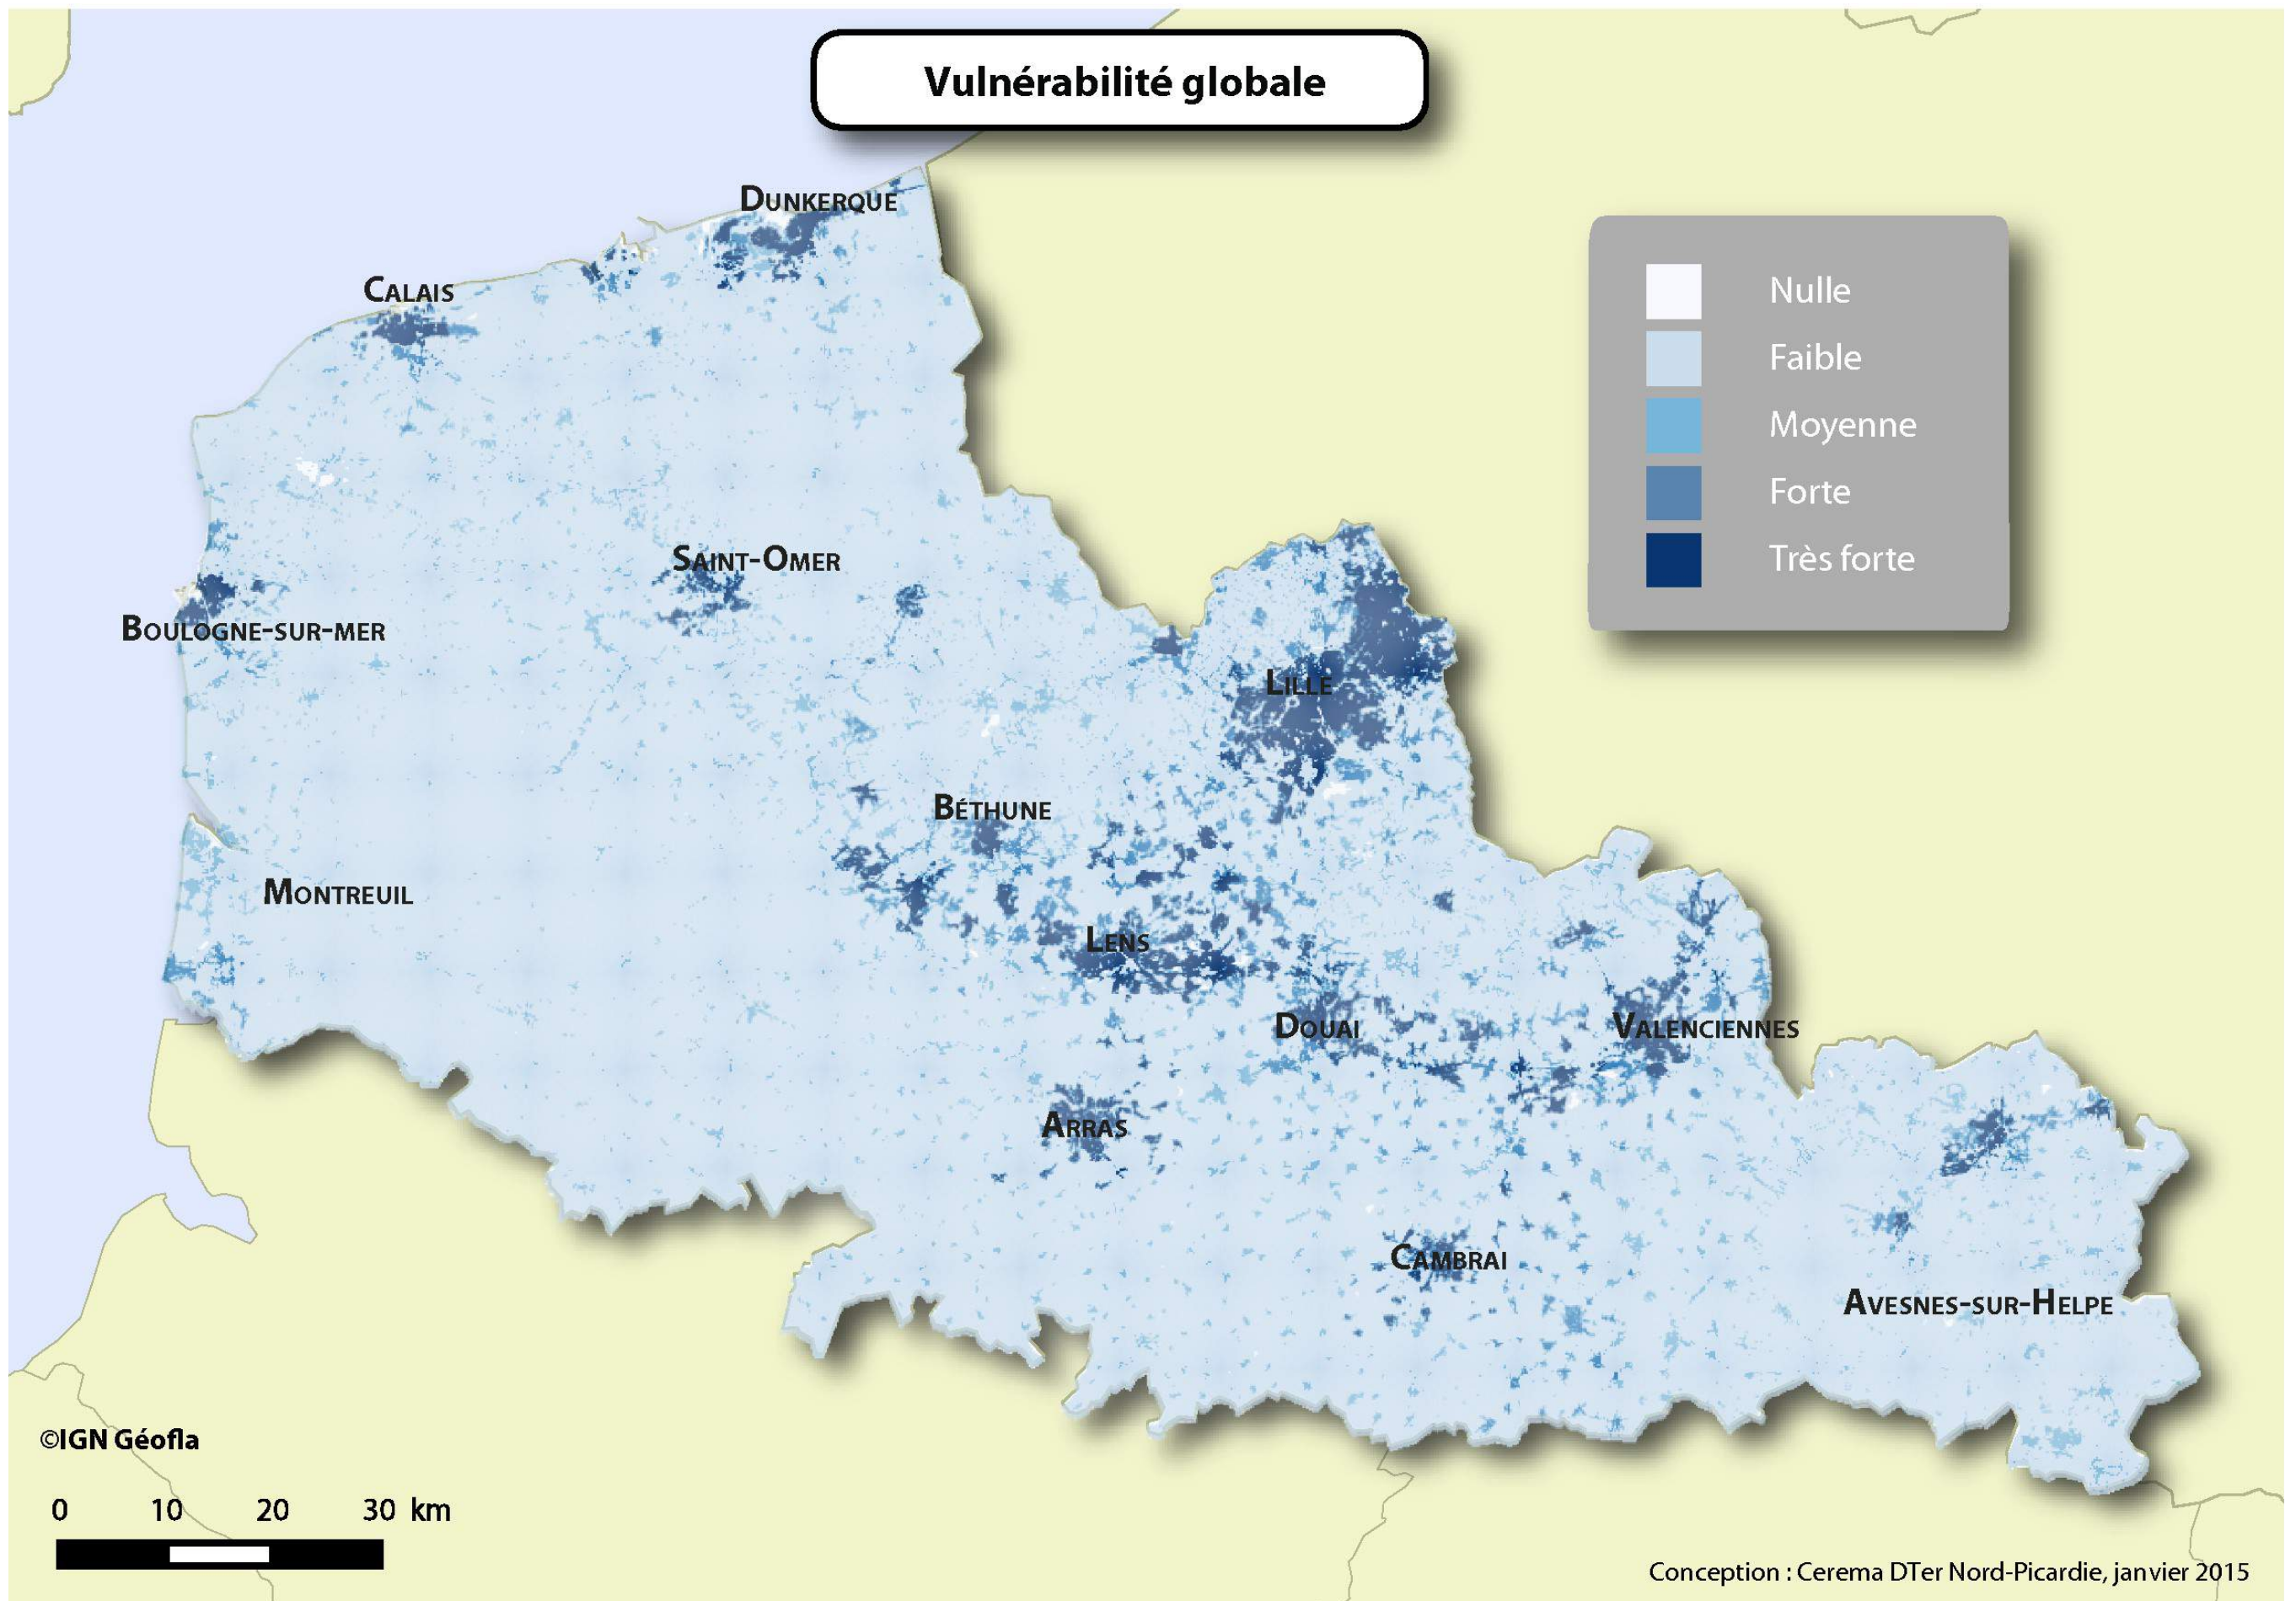 Vulnérabilité globale
DUNKERQUE
CALAIS
Nulle
Faible
Moyenne
Forte
Très forte
SAINT-OMER
BOULOGNE-SUR-MER
LILLE
BÉTHUNE
MONTREUIL
LENS
DOUAI
VALENCIENNES
ARRAS
CAMBRAI
AVESNES-SUR-HELPE
©IGN Géofla
0 10 20 30 km
Conception : Cerema DTer Nord-Picardie, janvier 2015